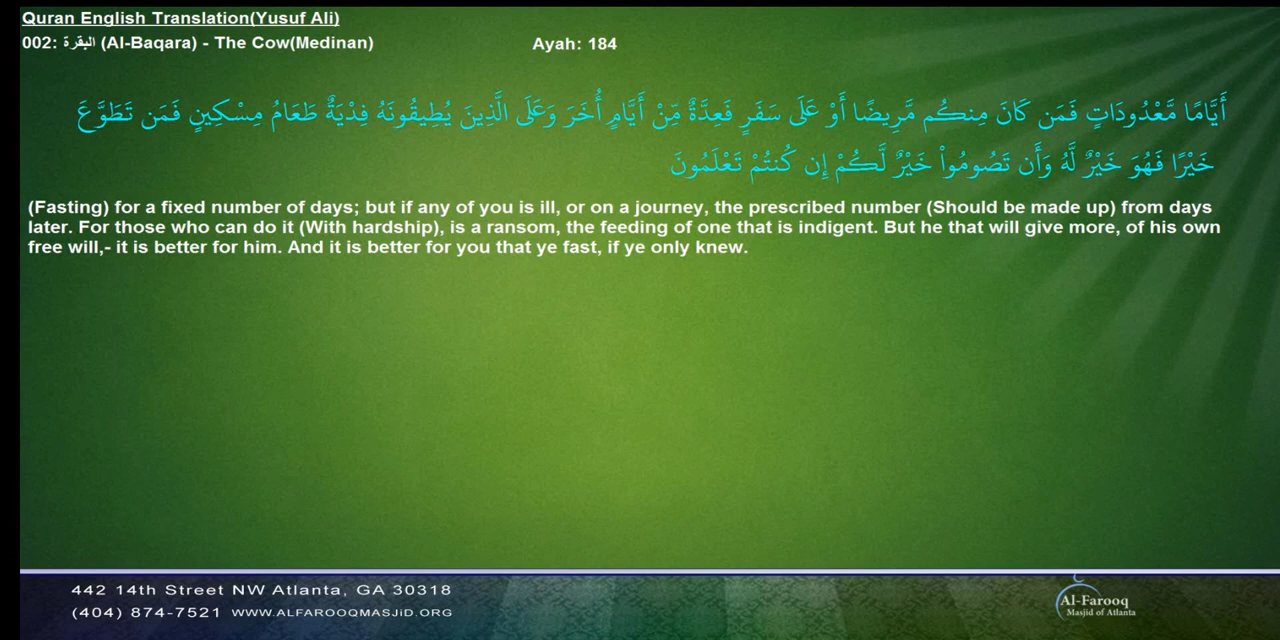 Quran English Translation(Yusuf Ali)
002: البقرة (Al-Baqara) - The Cow(Medinan)
Ayah: 184
أَيَّامًا مَّعْدُودَاتٍ فَمَن كَانَ مِنكُم مَّرِيضًا أَوْ عَلَى سَفَرٍ فَعِدَّةٌ مِّنْ أَيَّامٍ أُخَرَ وَعَلَى الَّذِينَ يُطِيقُونَهُ فِدْيَةٌ طَعَامُ مِسْكِينٍ فَمَن تَطَوَّعَ
خَيْرًا فَهُوَ خَيْرٌ لَّهُ وَأَن تَصُومُواْ خَيْرٌ لَّكُمْ إِن كُنتُمْ تَعْلَمُونَ
(Fasting) for a fixed number of days; but if any of you is ill, or on a journey, the prescribed number (Should be made up) from days
later. For those who can do it (With hardship), is a ransom, the feeding of one that is indigent. But he that will give more, of his own
free will,- it is better for him. And it is better for you that ye fast, if ye only knew.
442 14th Street NW Atlanta, GA 30318
(404) 874-7521 WWW.ALFAROOQMASJiD.ORG
Al-Farooq
Masjid of Atlanta